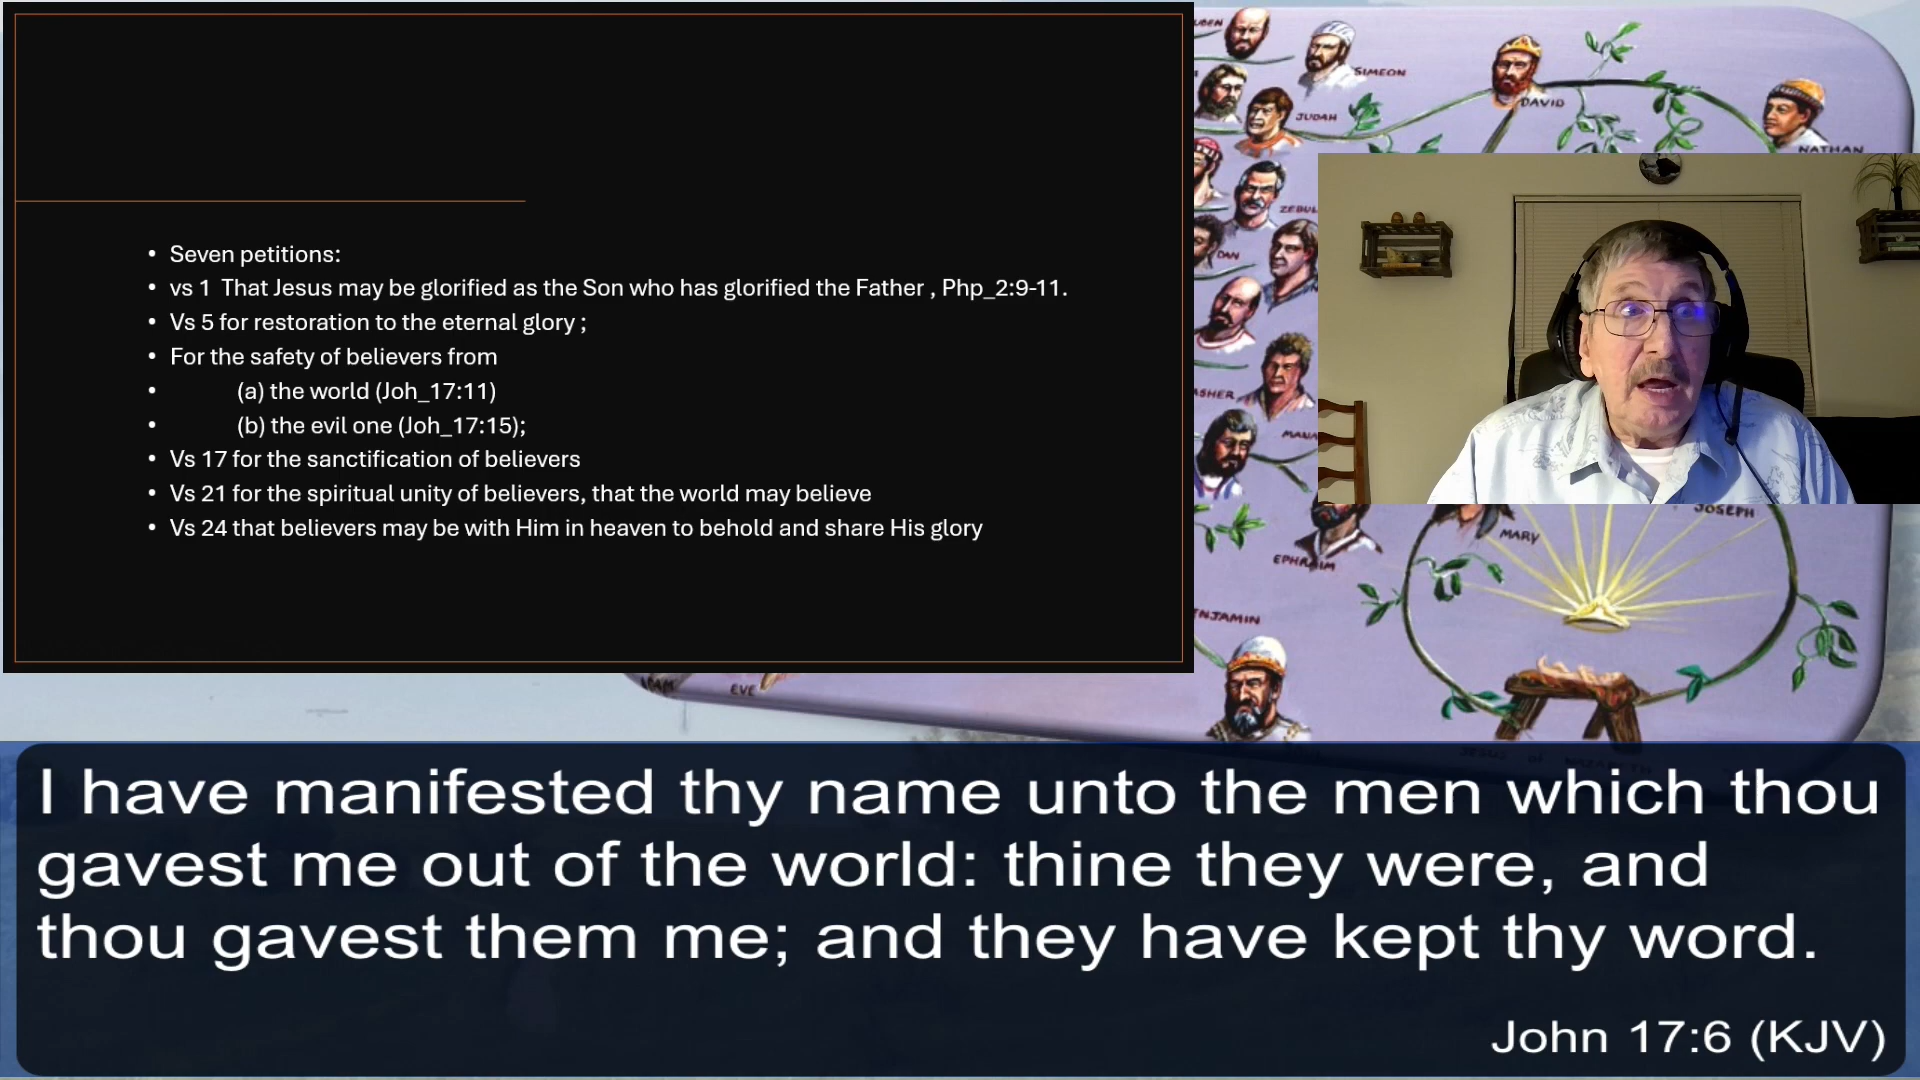 • Seven petitions:
• vs 1 That Jesus may be glorified as the Son who has glorified the Father , Php_2:9-11.
• Vs 5 for restoration to the eternal glory ;
• For the safety of believers from
• (a) the world (Joh_17:11)
• (b) the evil one (Joh_17:15);
• Vs 17 for the sanctification of believers
• Vs 21 for the spiritual unity of believers, that the world may believe
• Vs 24 that believers may be with Him in heaven to behold and share His glory
SIMEON
DAVID
JUDAH
NATHAN
DAN
JOSEPH
MARY
EPHRAIM
EVE
I have manifested thy name unto the men which thou
gavest me out of the world: thine they were, and
thou gavest them me; and they have kept thy word.
John 17:6 (KJV)